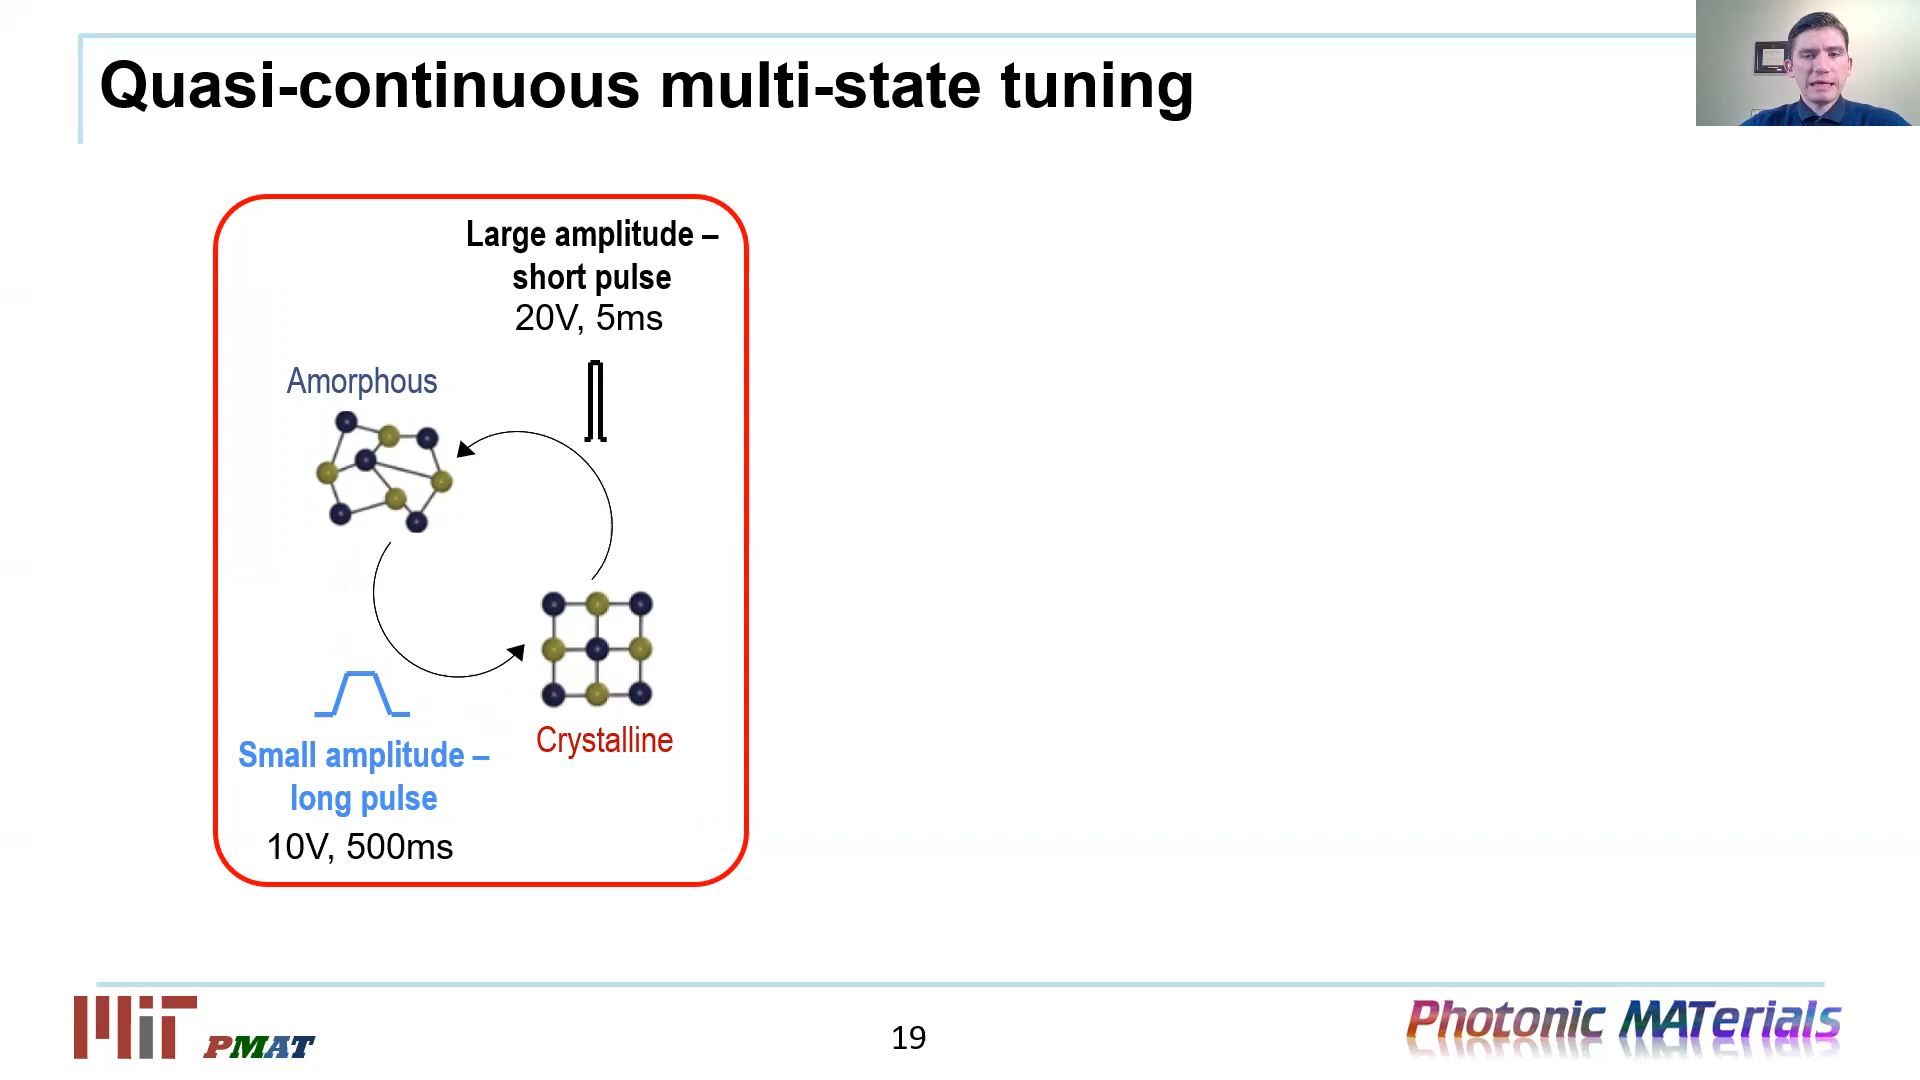 Quasi-continuous multi-state tuning
Large amplitude –
short pulse
20V, 5ms
Amorphous
Crystalline
Small amplitude –
long pulse
10V, 500ms
MIT PMAT
19
Photonic MATerials